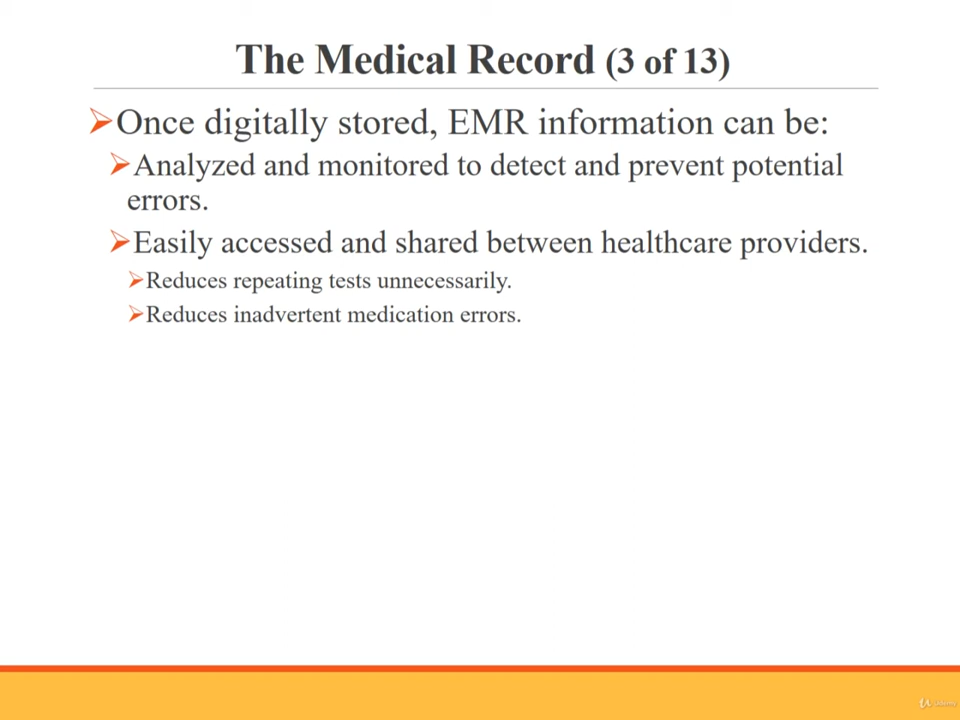 The Medical Record (3 of 13)
Once digitally stored, EMR information can be:
Analyzed and monitored to detect and prevent potential
errors.
Easily accessed and shared between healthcare providers.
Reduces repeating tests unnecessarily.
Reduces inadvertent medication errors.
Udemy